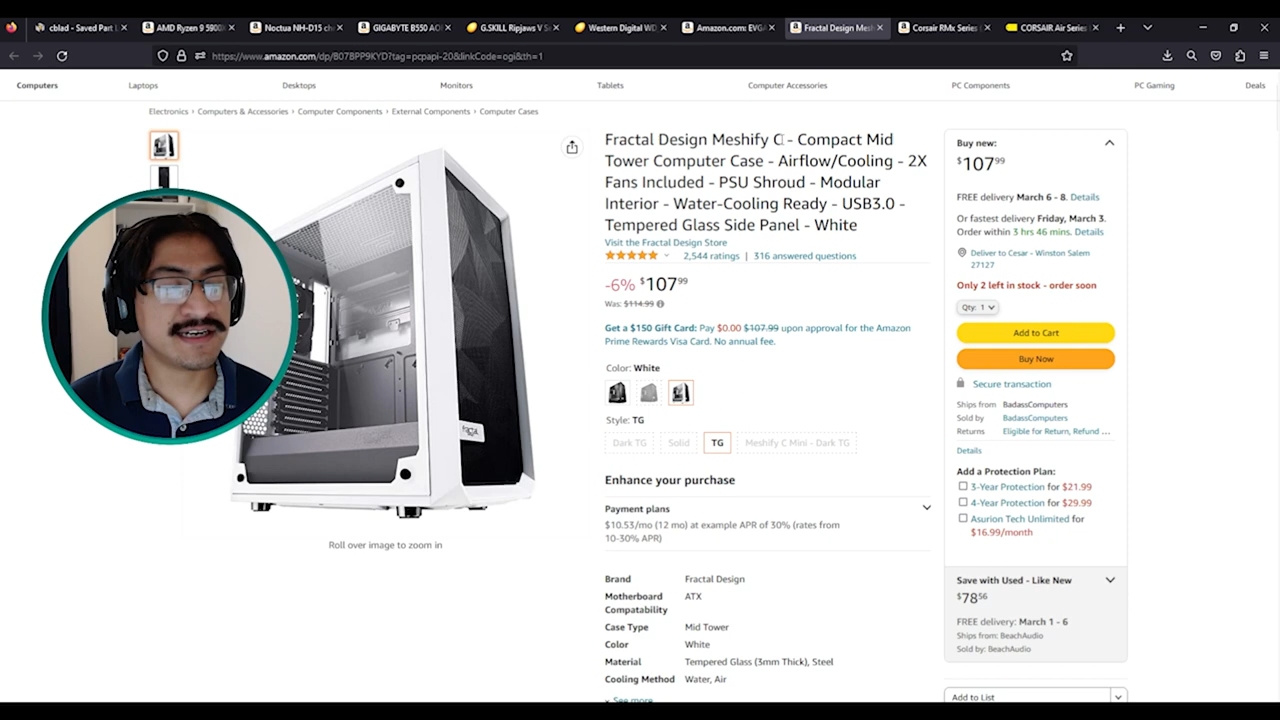 cblad - Saved Part
AMD Ryzen 9 5900
Noctua NH-D15 ch
GIGABYTE B550 AO
G.SKILL Ripjaws V S
Western Digital WD
Amazon.com: EVG
Fractal Design Mesh
Corsair RMx Series
CORSAIR Air Series
https://www.amazon.com/dp/B07BPP9KYD?tag=pcpapi-20&linkCode=ogi&th=1
Computers Laptops Desktops Monitors Tablets Computer Accessories PC Components PC Gaming Deals
Electronics › Computers & Accessories › Computer Components › External Components › Computer Cases
Fractal Design Meshify C - Compact Mid
Tower Computer Case - Airflow/Cooling - 2X
Fans Included - PSU Shroud - Modular
Interior - Water-Cooling Ready - USB3.0 -
Tempered Glass Side Panel - White
Visit the Fractal Design Store
2,544 ratings | 316 answered questions
-6% $107.99
Was: $114.99
Get a $150 Gift Card: Pay $0.00 $107.99 upon approval for the Amazon
Prime Rewards Visa Card. No annual fee.
Color: White
Style: TG
Dark TG Solid TG Meshify C Mini - Dark TG
Enhance your purchase
Payment plans
$10.53/mo (12 mo) at example APR of 30% (rates from
10-30% APR)
Brand Fractal Design
Motherboard ATX
Compatability
Case Type Mid Tower
Color White
Material Tempered Glass (3mm Thick), Steel
Cooling Method Water, Air
See more
Roll over image to zoom in
Buy new:
$107.99
FREE delivery March 6 - 8. Details
Or fastest delivery Friday, March 3.
Order within 3 hrs 46 mins. Details
Deliver to Cesar - Winston Salem
27127
Only 2 left in stock - order soon
Qty: 1
Add to Cart
Buy Now
Secure transaction
Ships from BadassComputers
Sold by BadassComputers
Returns Eligible for Return, Refund ...
Details
Add a Protection Plan:
3-Year Protection for $21.99
4-Year Protection for $29.99
Asurion Tech Unlimited for
$16.99/month
Save with Used - Like New
$78.56
FREE delivery: March 1 - 6
Ships from: BeachAudio
Sold by: BeachAudio
Add to List